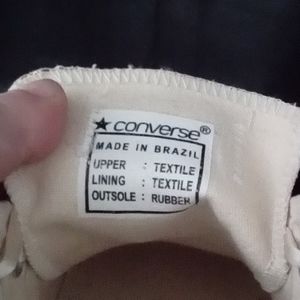 ★converse®
MADE IN BRAZIL
UPPER : TEXTILE
LINING : TEXTILE
OUTSOLE : RUBBER